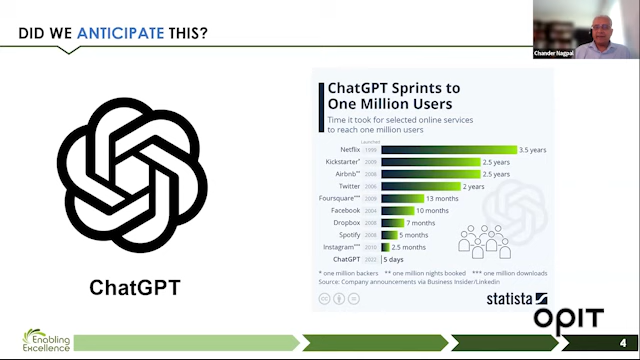 DID WE ANTICIPATE THIS?
Chander Nagpal
ChatGPT
ChatGPT Sprints to
One Million Users
Time it took for selected online services
to reach one million users
Launched
Netflix 1999 3.5 years
Kickstarter* 2009 2.5 years
Airbnb** 2008 2.5 years
Twitter 2006 2 years
Foursquare*** 2009 13 months
Facebook 2004 10 months
Dropbox 2008 7 months
Spotify 2008 5 months
Instagram*** 2010 2.5 months
ChatGPT 2022 5 days
* one million backers ** one million nights booked *** one million downloads
Source: Company announcements via Business Insider/Linkedin
statista
OPIT
Enabling
Excellence
4